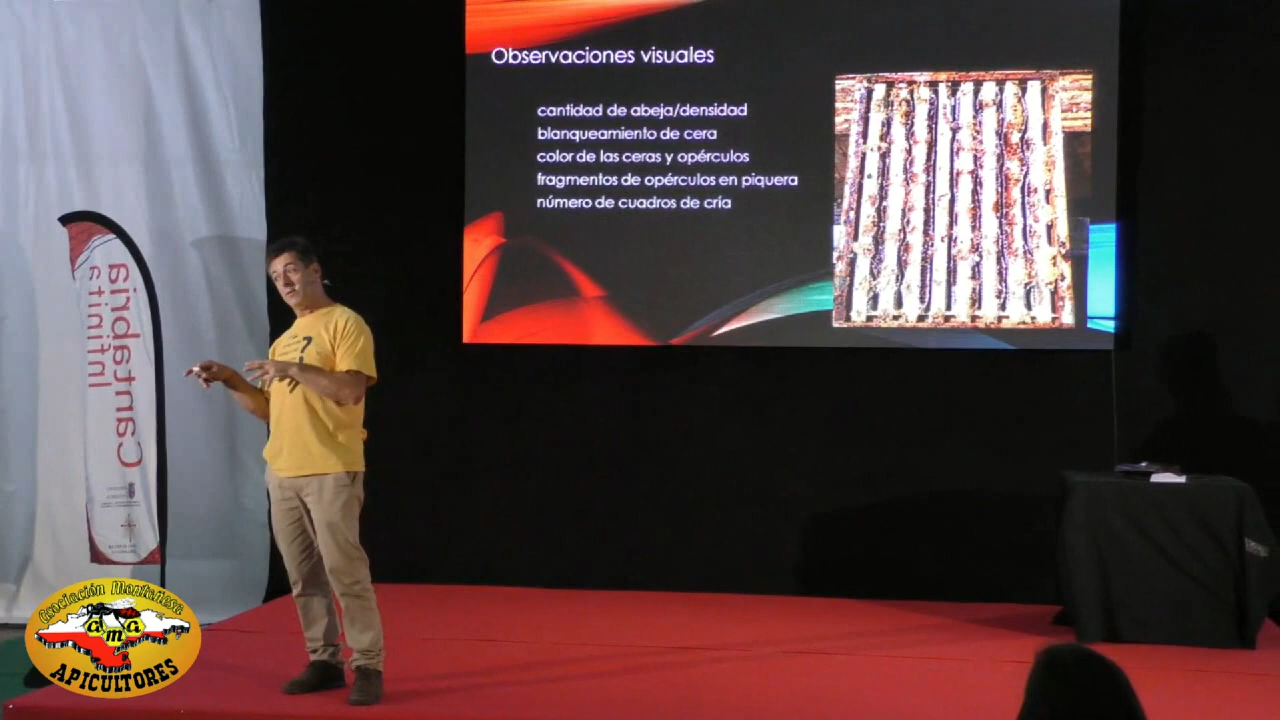 Observaciones visuales
cantidad de abeja/densidad
blanqueamiento de cera
color de las ceras y opérculos
fragmentos de opérculos en piquera
número de cuadros de cría
Cantabria
Infinita
Asociación Montañesa
ama
APICULTORES